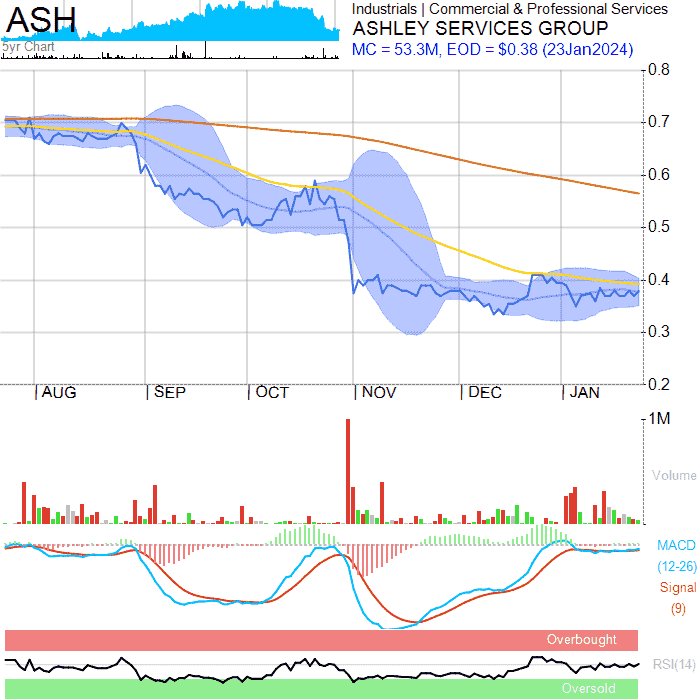 ASH
5yr Chart
Industrials | Commercial & Professional Services
ASHLEY SERVICES GROUP
MC = 53.3M, EOD = $0.38 (23Jan2024)
0.8
0.7
0.6
0.5
0.4
0.3
0.2
| AUG | SEP | OCT | NOV | DEC | JAN
1M
Volume
MACD
(12-26)
Signal
(9)
Overbought
RSI(14)
Oversold